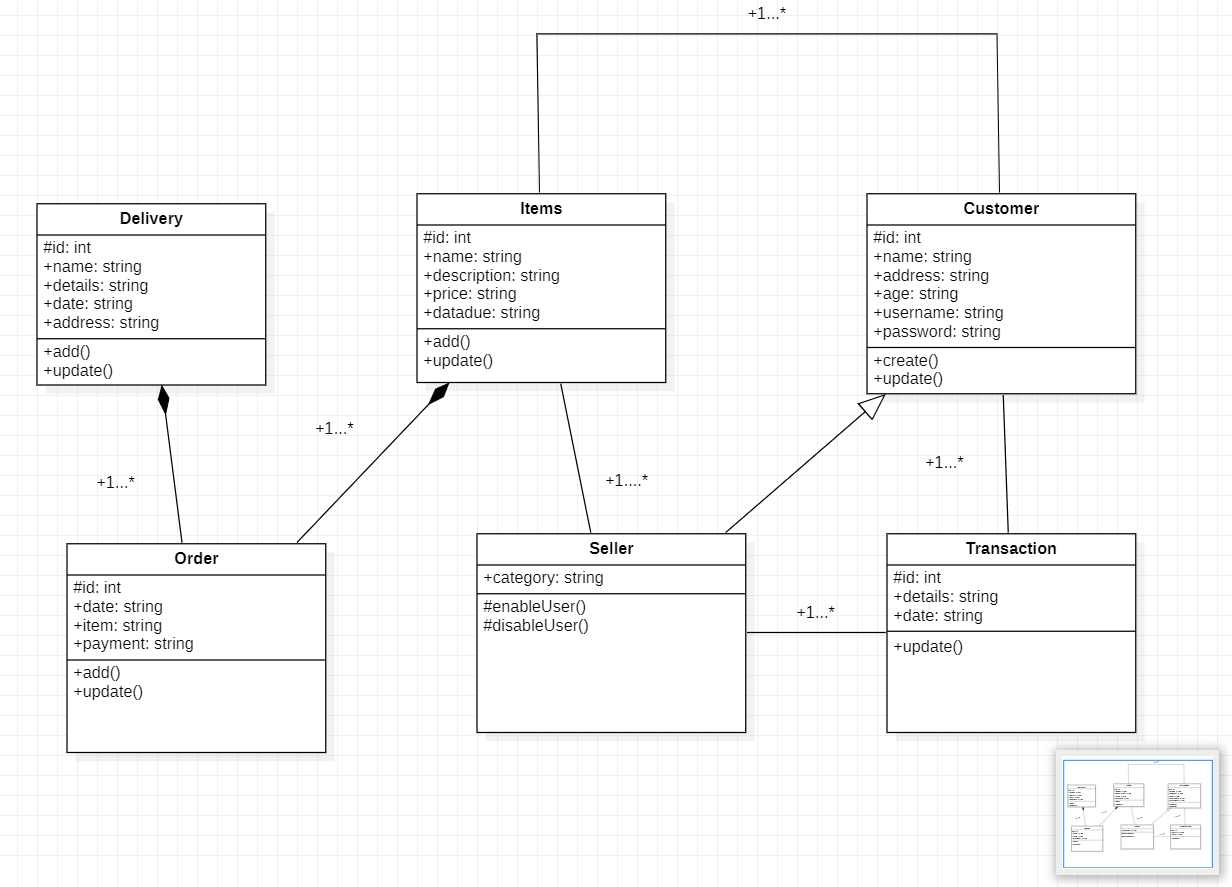 +1...*
Delivery
#id: int
+name: string
+details: string
+date: string
+address: string
+add()
+update()
Items
#id: int
+name: string
+description: string
+price: string
+datadue: string
+add()
+update()
Customer
#id: int
+name: string
+address: string
+age: string
+username: string
+password: string
+create()
+update()
+1...*
+1...*
+1....*
+1...*
Order
#id: int
+date: string
+item: string
+payment: string
+add()
+update()
Seller
+category: string
#enableUser()
#disableUser()
+1...*
Transaction
#id: int
+details: string
+date: string
+update()